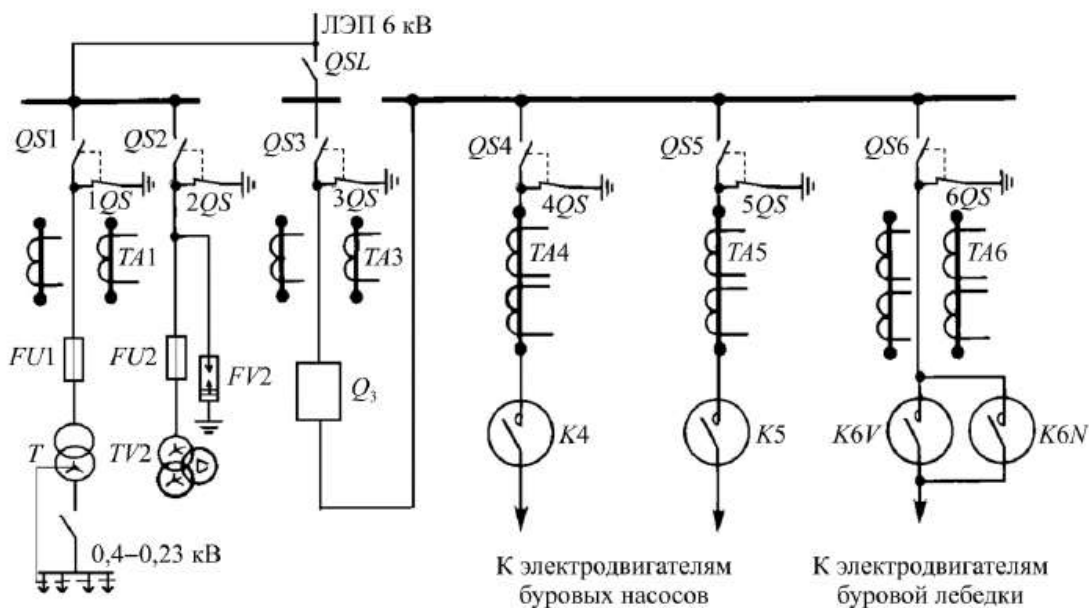 ЛЭП 6 кВ
QSL
QS1
QS2
QS3
QS4
QS5
QS6
1QS
2QS
3QS
4QS
5QS
6QS
TA1
TA3
TA4
TA5
TA6
FU1
FU2
FV2
Q3
T
TV2
K4
K5
K6V
K6N
0,4–0,23 кВ
К электродвигателям
буровых насосов
К электродвигателям
буровой лебедки